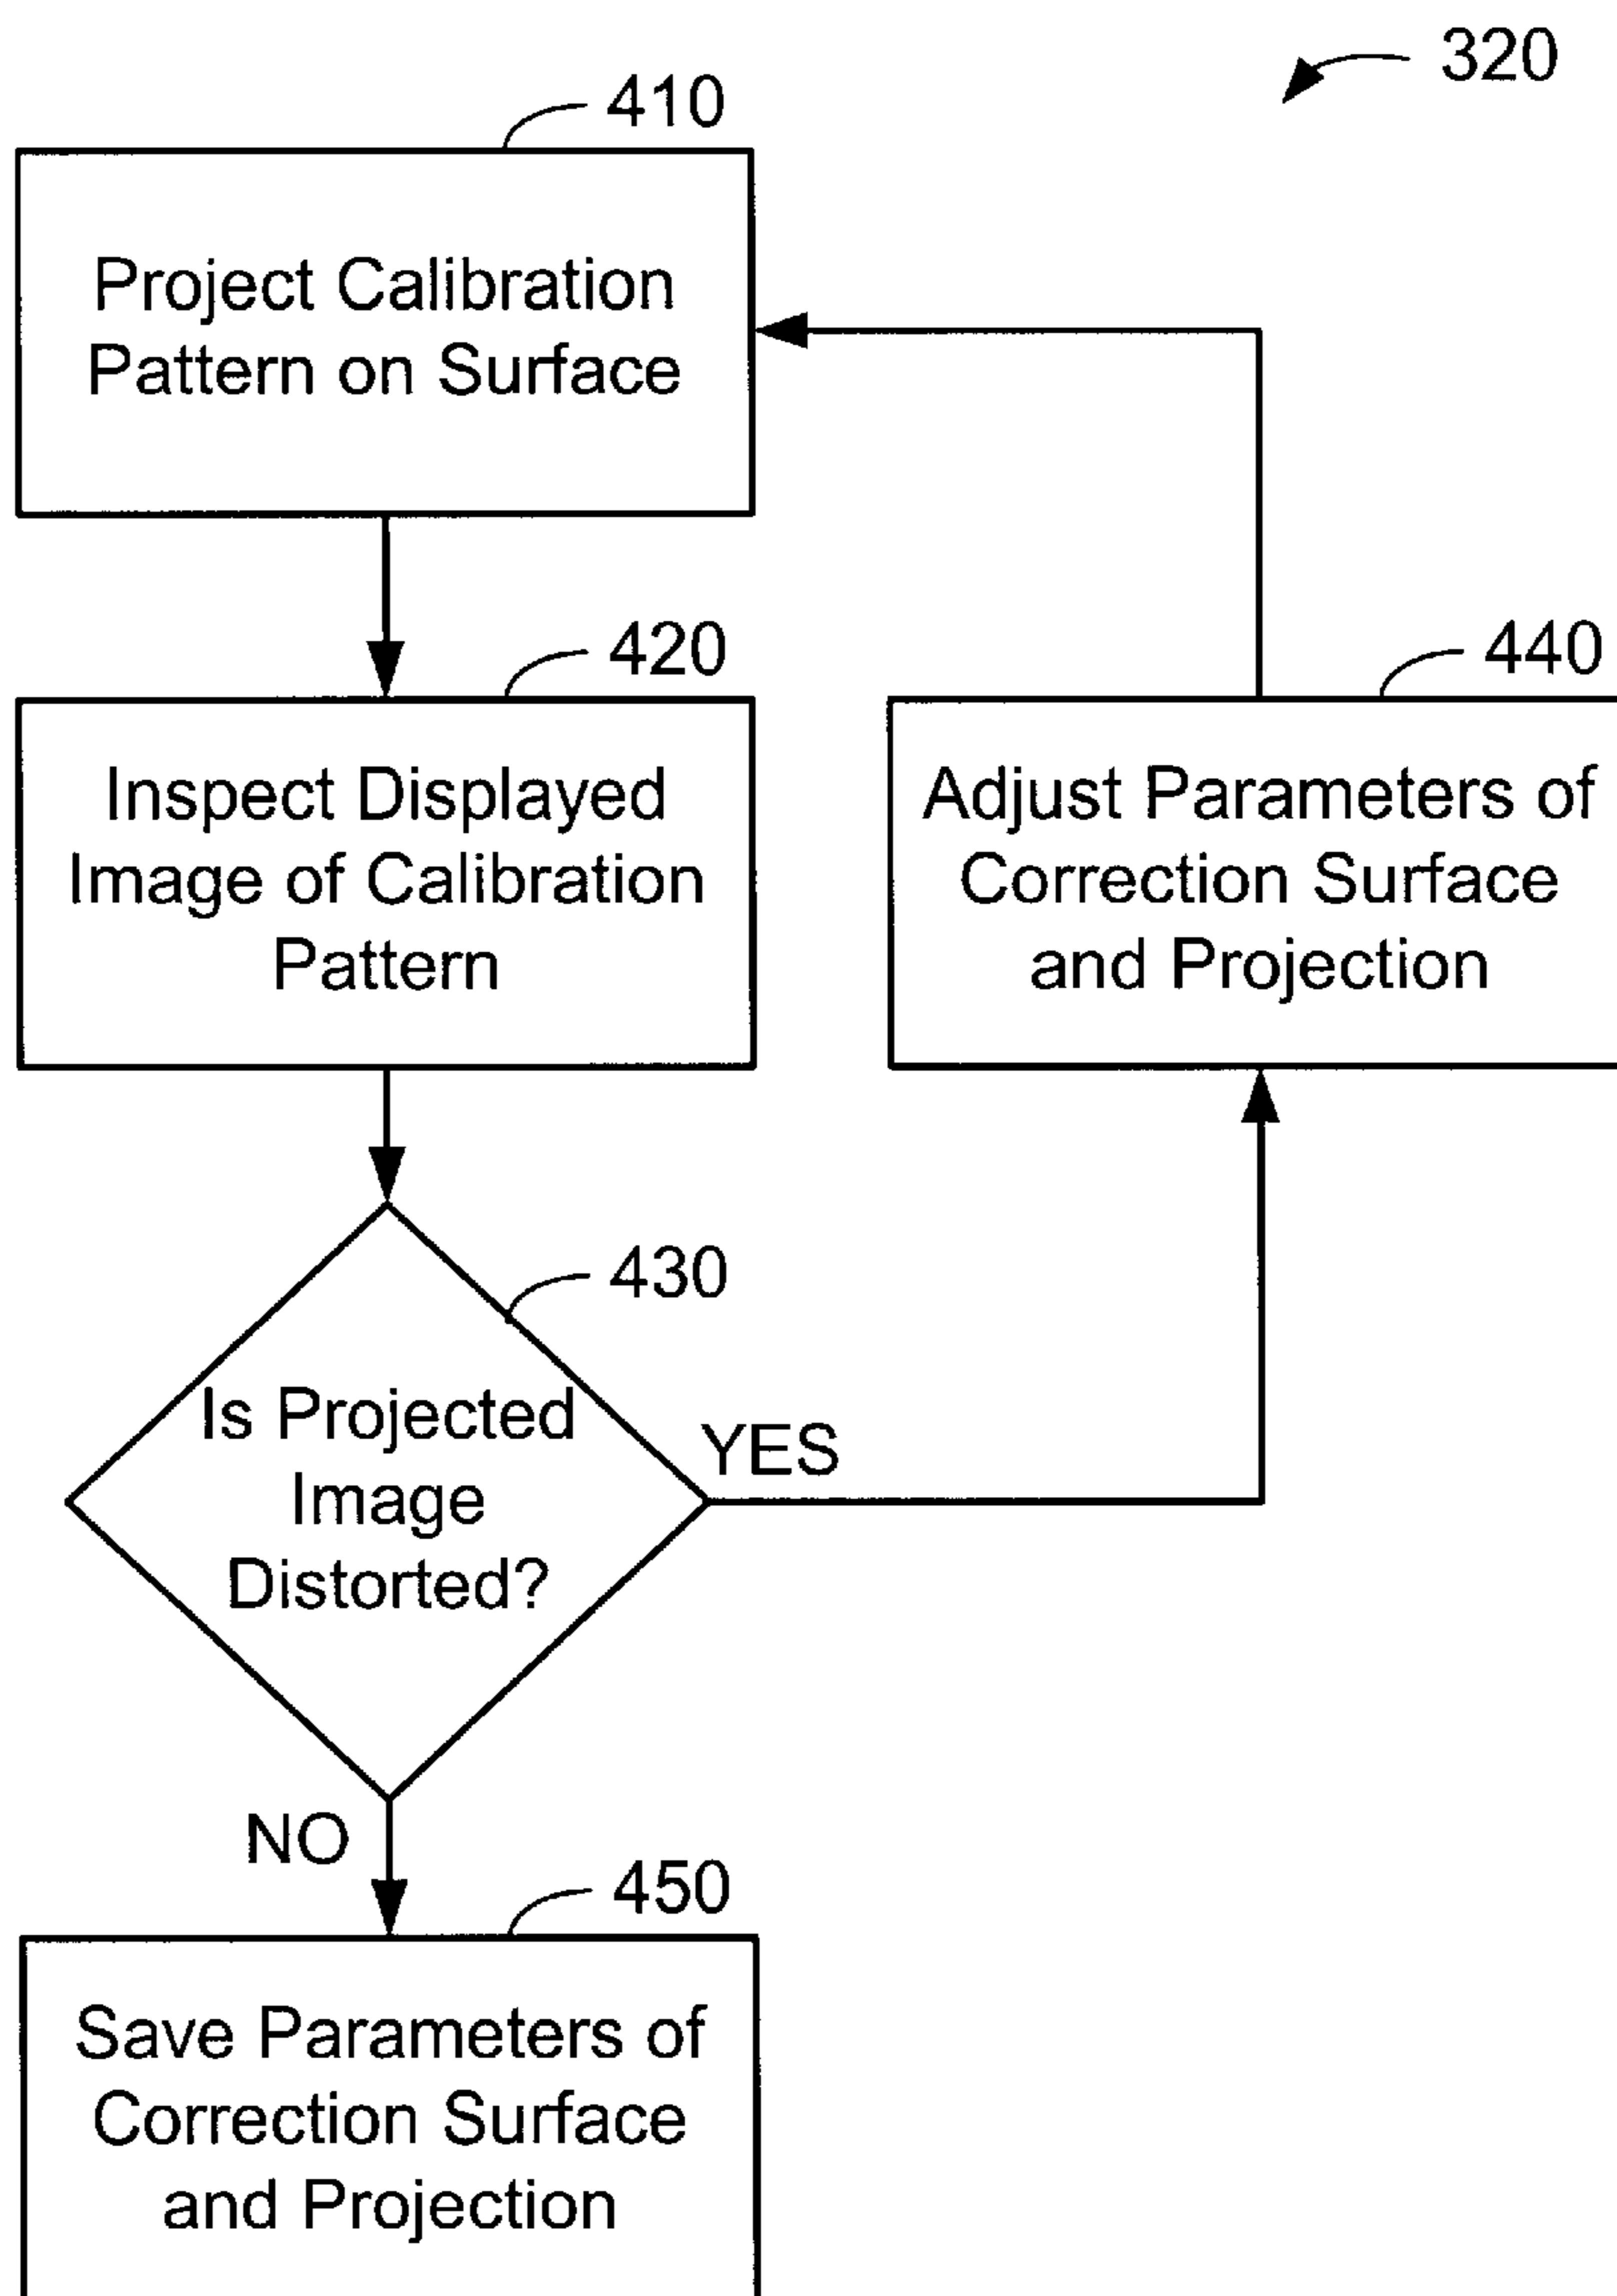 320
410
Project Calibration
Pattern on Surface
420
Inspect Displayed
Image of Calibration
Pattern
440
Adjust Parameters of
Correction Surface
and Projection
430
Is Projected
Image
Distorted?
YES
NO
450
Save Parameters of
Correction Surface
and Projection